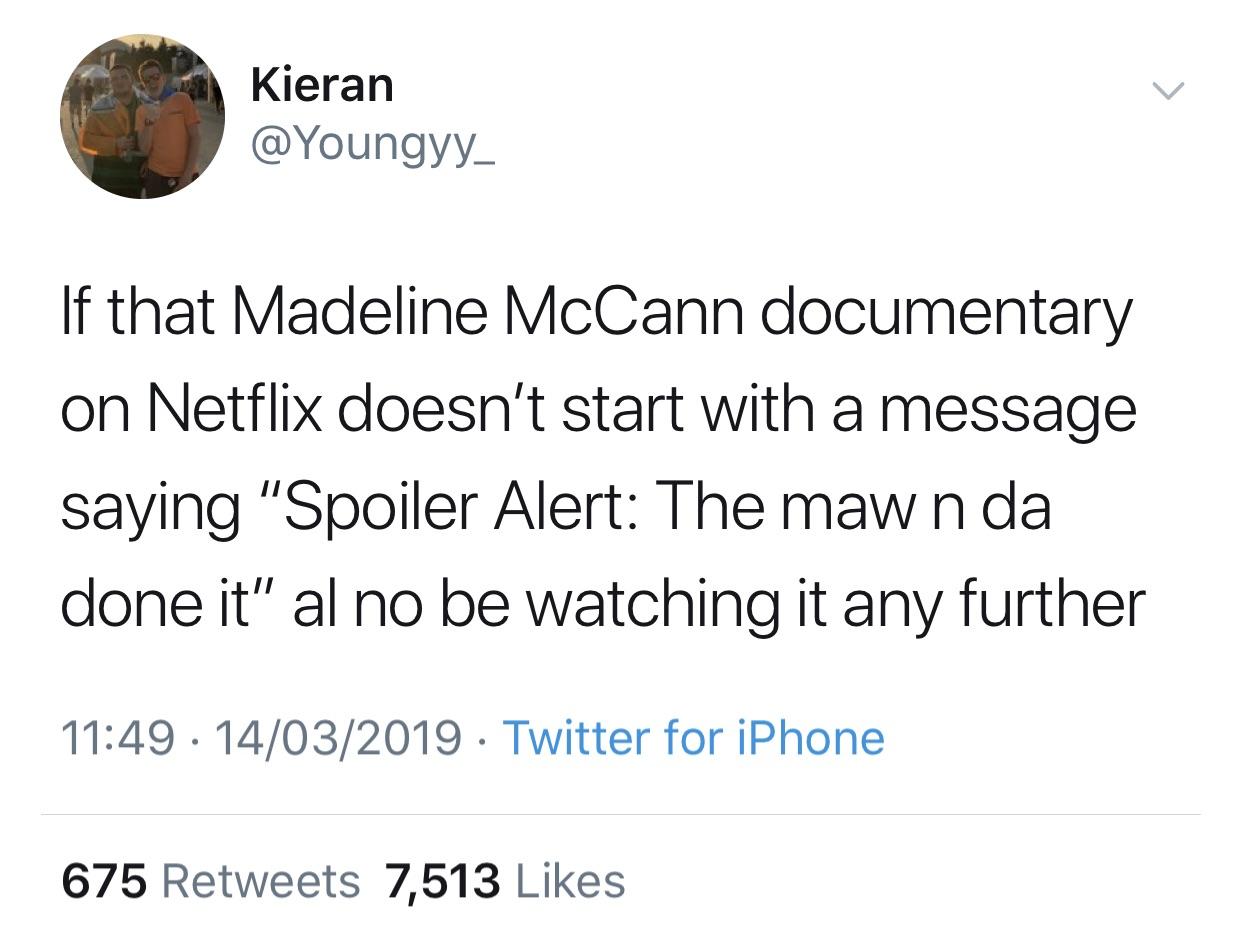 Kieran
@Youngyy_
If that Madeline McCann documentary
on Netflix doesn’t start with a message
saying “Spoiler Alert: The maw n da
done it” al no be watching it any further
11:49 · 14/03/2019 · Twitter for iPhone
675 Retweets 7,513 Likes